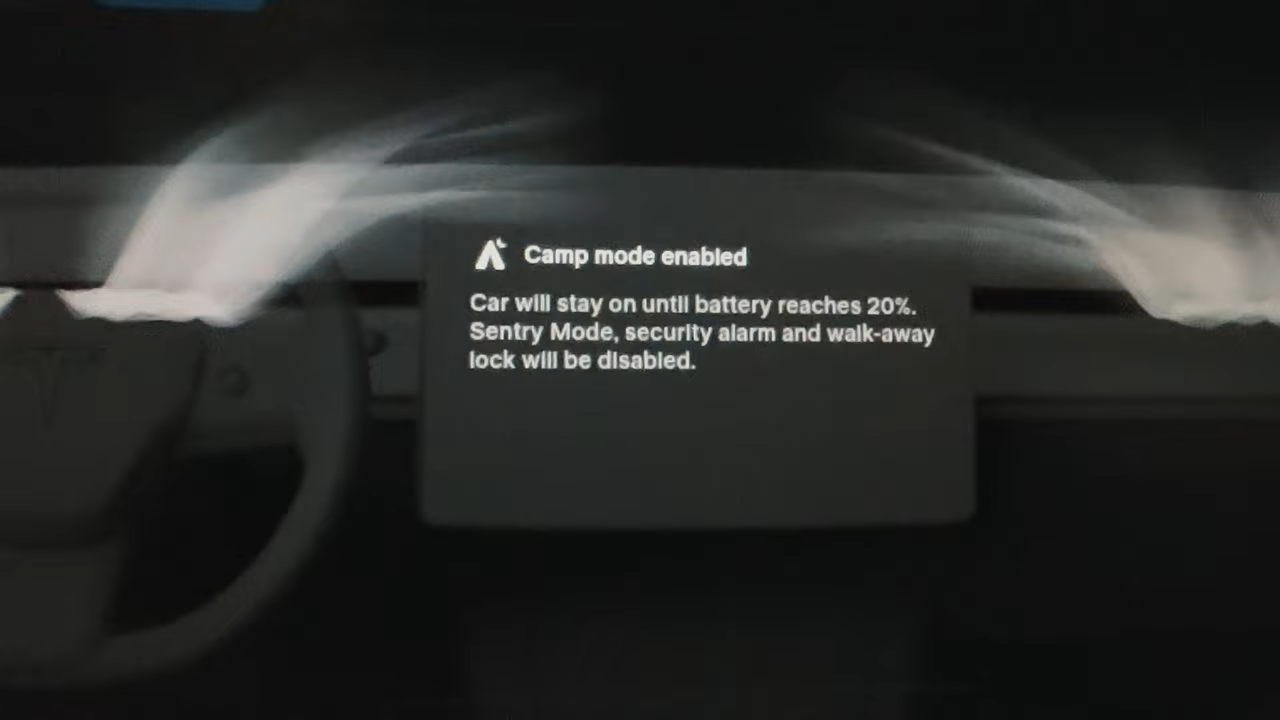 Camp mode enabled
Car will stay on until battery reaches 20%.
Sentry Mode, security alarm and walk-away
lock will be disabled.